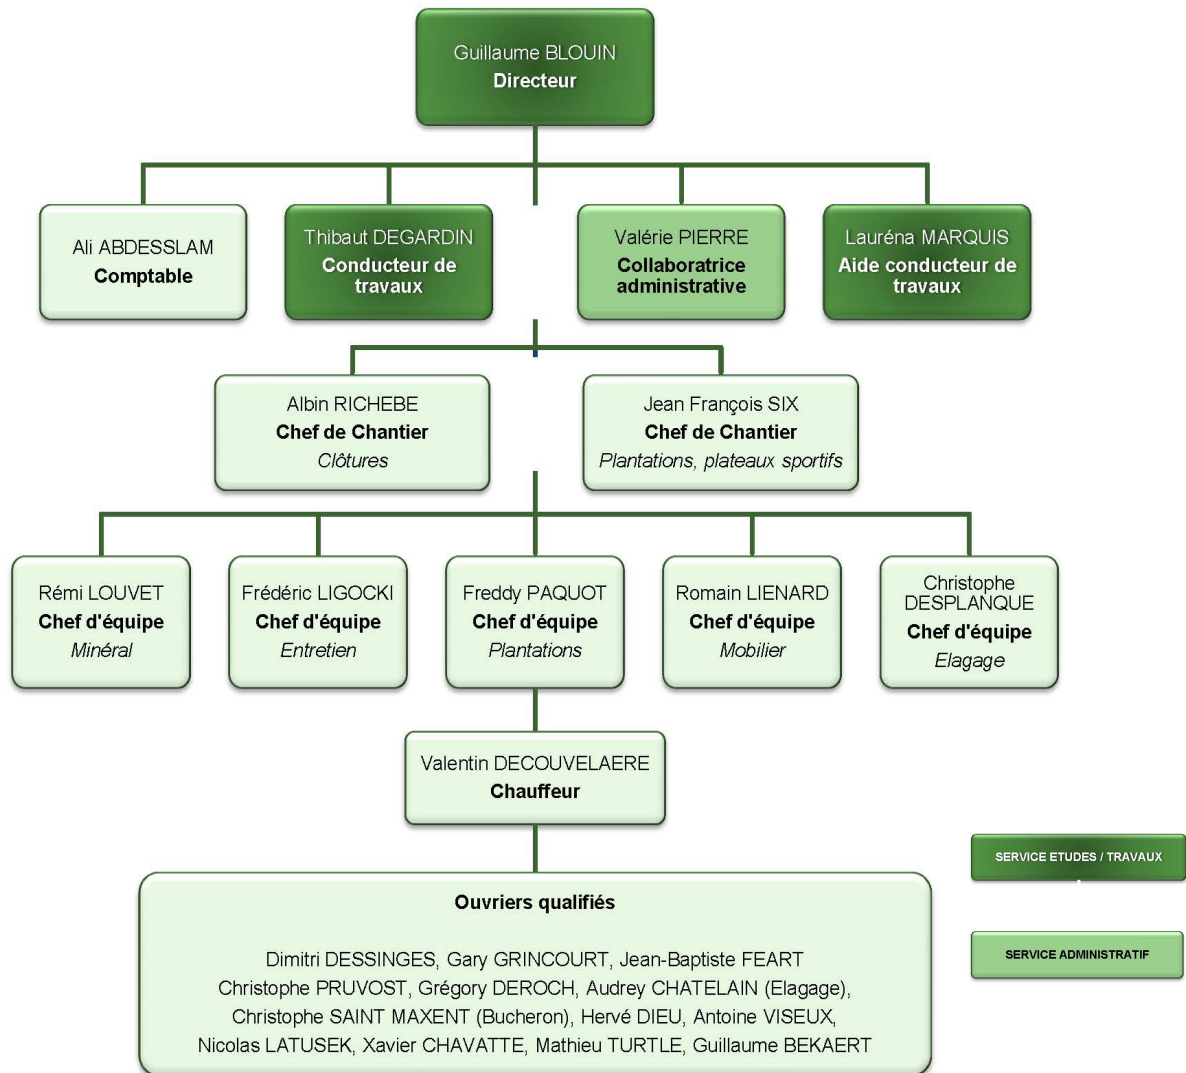 Guillaume BLOUIN
Directeur
Ali ABDESSLAM
Comptable
Thibaut DEGARDIN
Conducteur de
travaux
Valérie PIERRE
Collaboratrice
administrative
Lauréna MARQUIS
Aide conducteur de
travaux
Albin RICHEBE
Chef de Chantier
Clôtures
Jean François SIX
Chef de Chantier
Plantations, plateaux sportifs
Rémi LOUVET
Chef d'équipe
Minéral
Frédéric LIGOCKI
Chef d'équipe
Entretien
Freddy PAQUOT
Chef d'équipe
Plantations
Romain LIENARD
Chef d'équipe
Mobilier
Christophe
DESPLANQUE
Chef d'équipe
Elagage
Valentin DECOUVELAERE
Chauffeur
Ouvriers qualifiés
Dimitri DESSINGES, Gary GRINCOURT, Jean-Baptiste FEART
Christophe PRUVOST, Grégory DEROCH, Audrey CHATELAIN (Elagage),
Christophe SAINT MAXENT (Bucheron), Hervé DIEU, Antoine VISEUX,
Nicolas LATUSEK, Xavier CHAVATTE, Mathieu TURTLE, Guillaume BEKAERT
SERVICE ETUDES / TRAVAUX
SERVICE ADMINISTRATIF